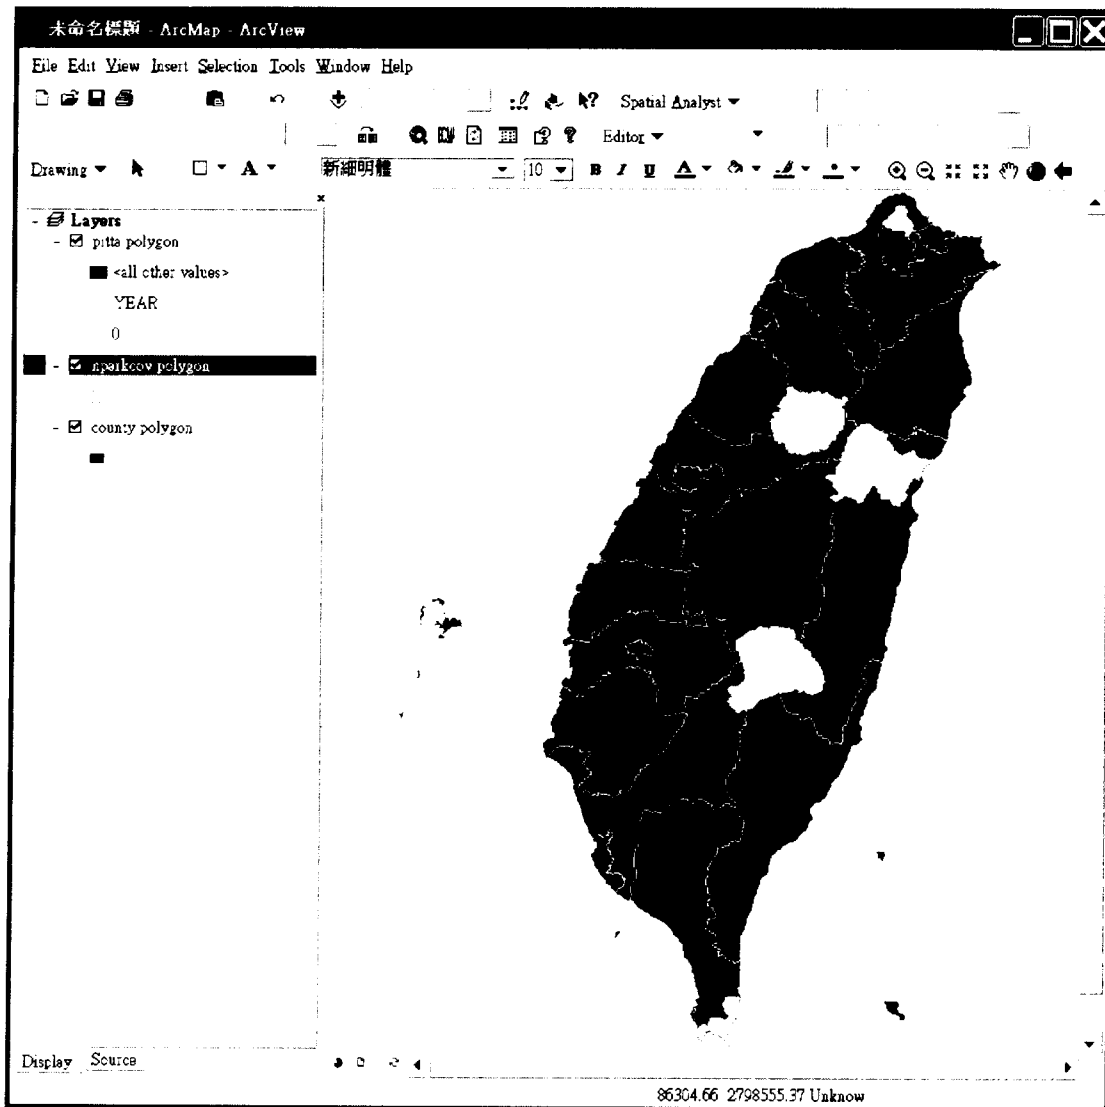 未命名標題 - ArcMap - ArcView
File Edit View Insert Selection Tools Window Help
Spatial Analyst
Editor
Drawing A 新細明體 10 B I U A
Layers
pitta polygon
<all other values>
YEAR
0
nparkcov polygon
county polygon
Display Source
86304.66 2798555.37 Unknow